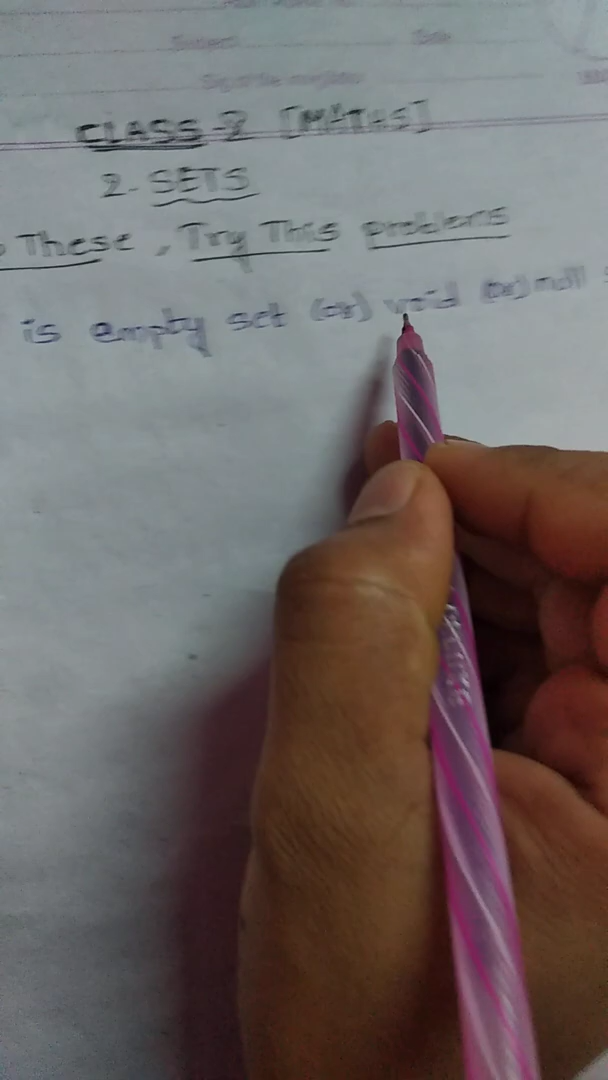 CLASS-8 [MATHS]
2. SETS
These, Try This problems
is empty set (or) void (or) null